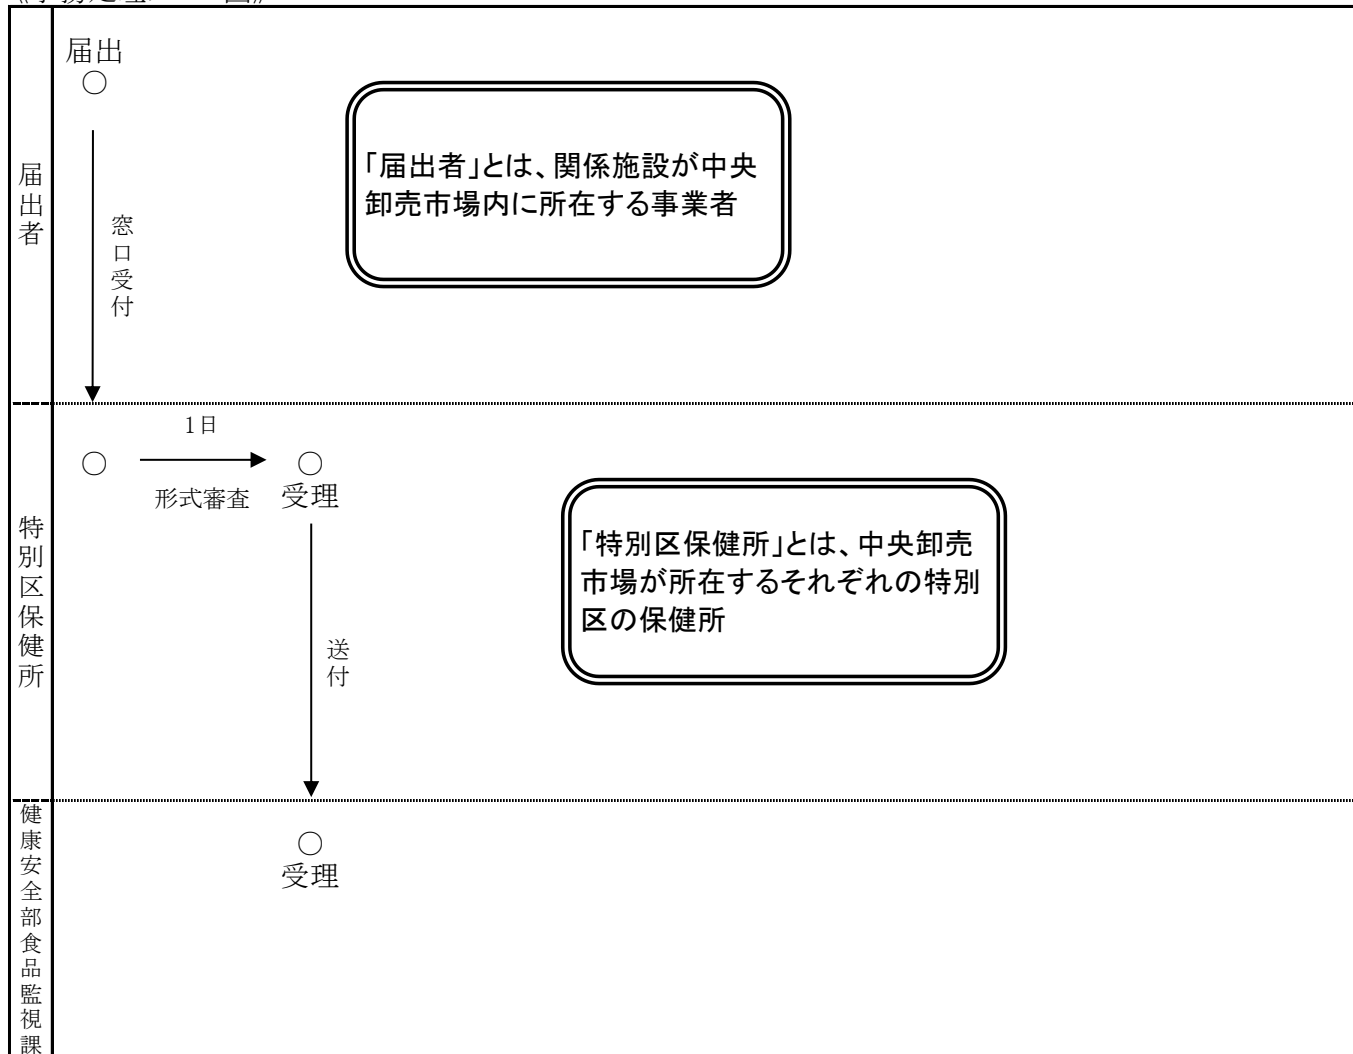 届出
○
届出者
窓口受付
「届出者」とは、関係施設が中央
卸売市場内に所在する事業者
特別区保健所
1日
○
○
形式審査
受理
送付
「特別区保健所」とは、中央卸売
市場が所在するそれぞれの特別
区の保健所
健康安全部食品監視課
○
受理